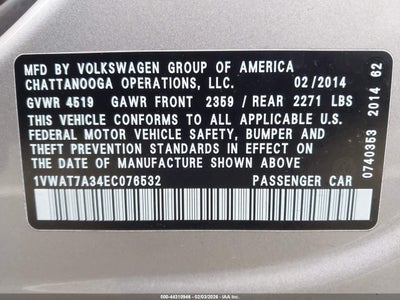 MFD BY VOLKSWAGEN GROUP OF AMERICA
CHATTANOOGA OPERATIONS, LLC. 02/2014
GVWR 4519 GAWR FRONT 2359 / REAR 2271 LBS
THIS VEHICLE CONFORMS TO ALL APPLICABLE U.S.
FEDERAL MOTOR VEHICLE SAFETY, BUMPER AND
THEFT PREVENTION STANDARDS IN EFFECT ON THE
DATE OF MANUFACTURE SHOWN ABOVE.
1VWAT7A34EC076532 PASSENGER CAR
0740353 2014 62
500-44310946 - 02/03/2026 - IAA